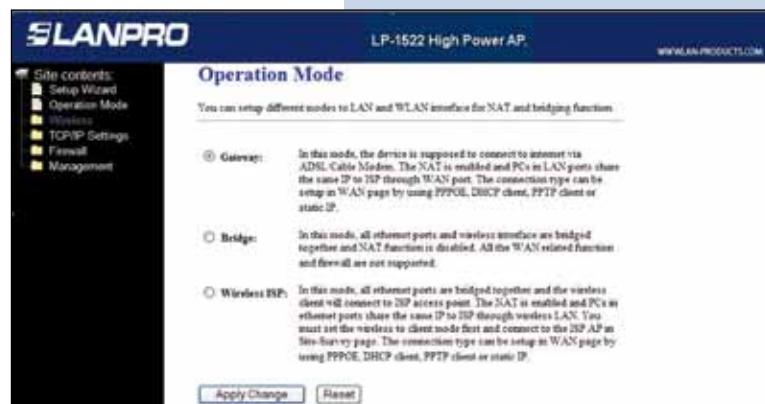 LANPRO
LP-1522 High Power AP.
WWW.LAN-PRODUCTS.COM
Site contents:
Setup Wizard
Operation Mode
Wireless
TCP/IP Settings
Firewall
Management
Operation Mode
You can setup different modes to LAN and WLAN interface for NAT and bridging function.
Gateway: In this mode, the device is supposed to connect to internet via
ADSL/Cable Modem. The NAT is enabled and PCs in LAN ports share
the same IP to ISP through WAN port. The connection type can be
setup in WAN page by using PPPOE, DHCP client, PPTP client or
static IP.
Bridge: In this mode, all ethernet ports and wireless interface are bridged
together and NAT function is disabled. All the WAN related function
and firewall are not supported.
Wireless ISP: In this mode, all ethernet ports are bridged together and the wireless
client will connect to ISP access point. The NAT is enabled and PCs in
ethernet ports share the same IP to ISP through wireless LAN. You
must set the wireless to client mode first and connect to the ISP AP in
Site-Survey page. The connection type can be setup in WAN page by
using PPPOE, DHCP client, PPTP client or static IP.
Apply Change
Reset